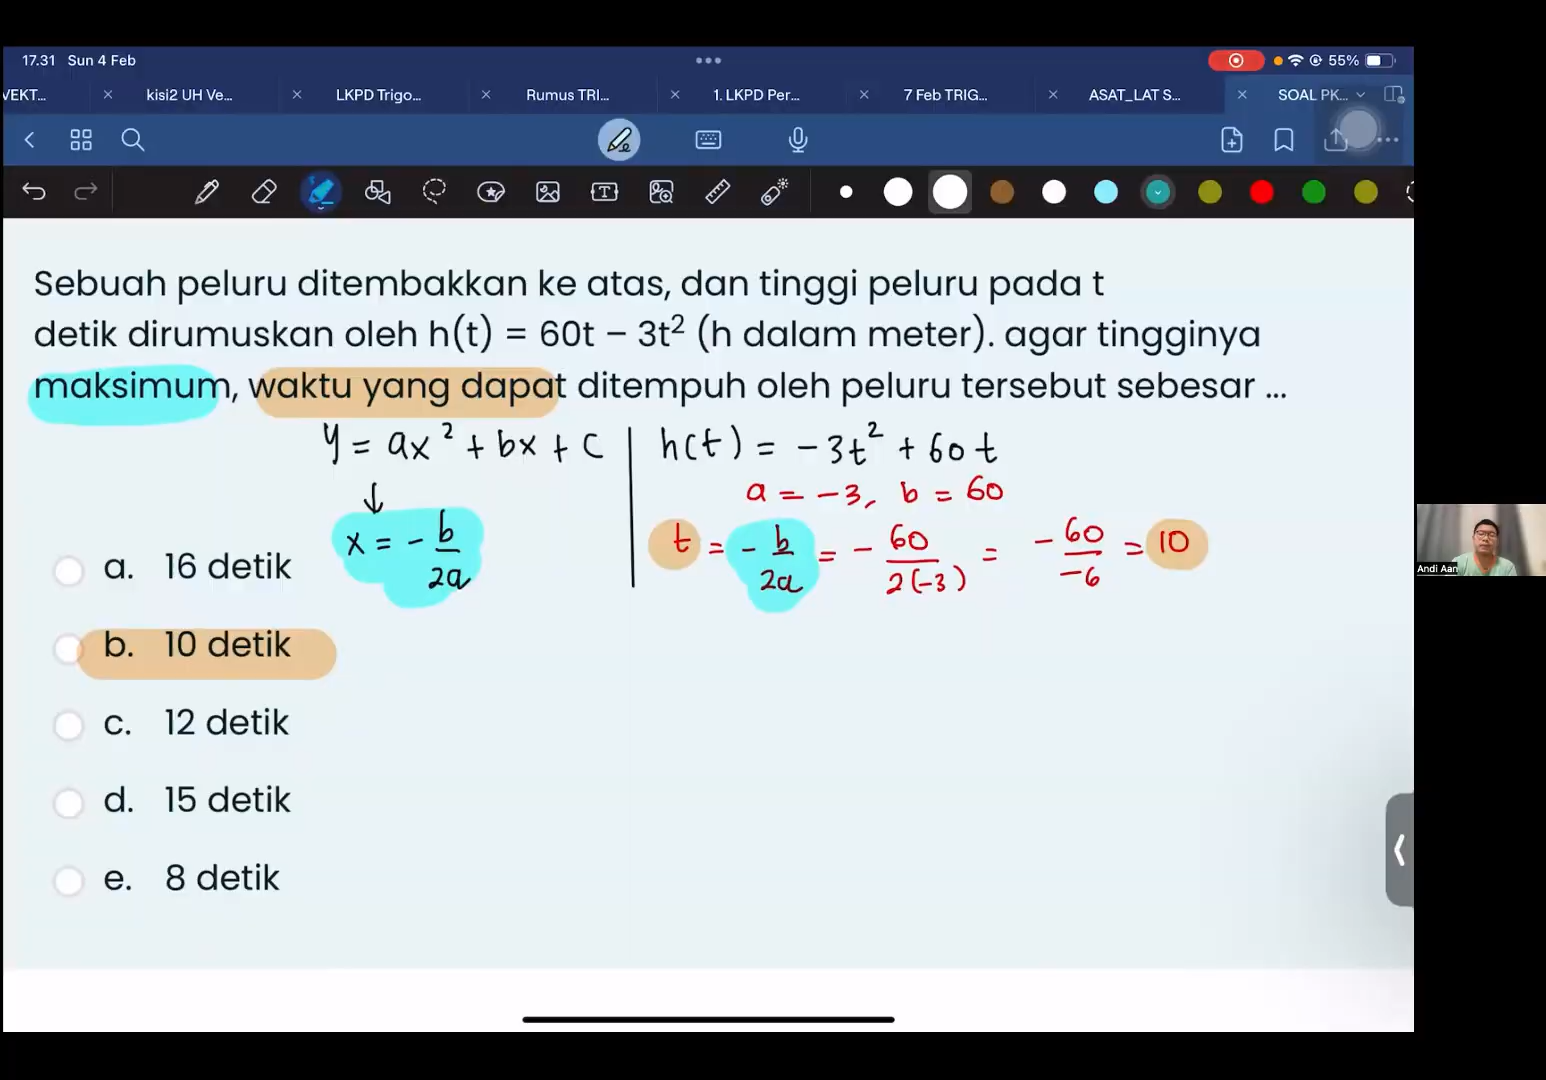 17.31 Sun 4 Feb
55%
VEKT... × kisi2 UH Ve... × LKPD Trigo... × Rumus TRI... × 1. LKPD Per... × 7 Feb TRIG... × ASAT_LAT S... × SOAL PK...
Sebuah peluru ditembakkan ke atas, dan tinggi peluru pada t
detik dirumuskan oleh h(t) = 60t – 3t² (h dalam meter). agar tingginya
maksimum, waktu yang dapat ditempuh oleh peluru tersebut sebesar ...
y = ax² + bx + c
x = - b/2a
h(t) = -3t² + 60t
a = -3, b = 60
t = - b/2a = - 60/2(-3) = -60/-6 = 10
a. 16 detik
b. 10 detik
c. 12 detik
d. 15 detik
e. 8 detik
Andi Aan